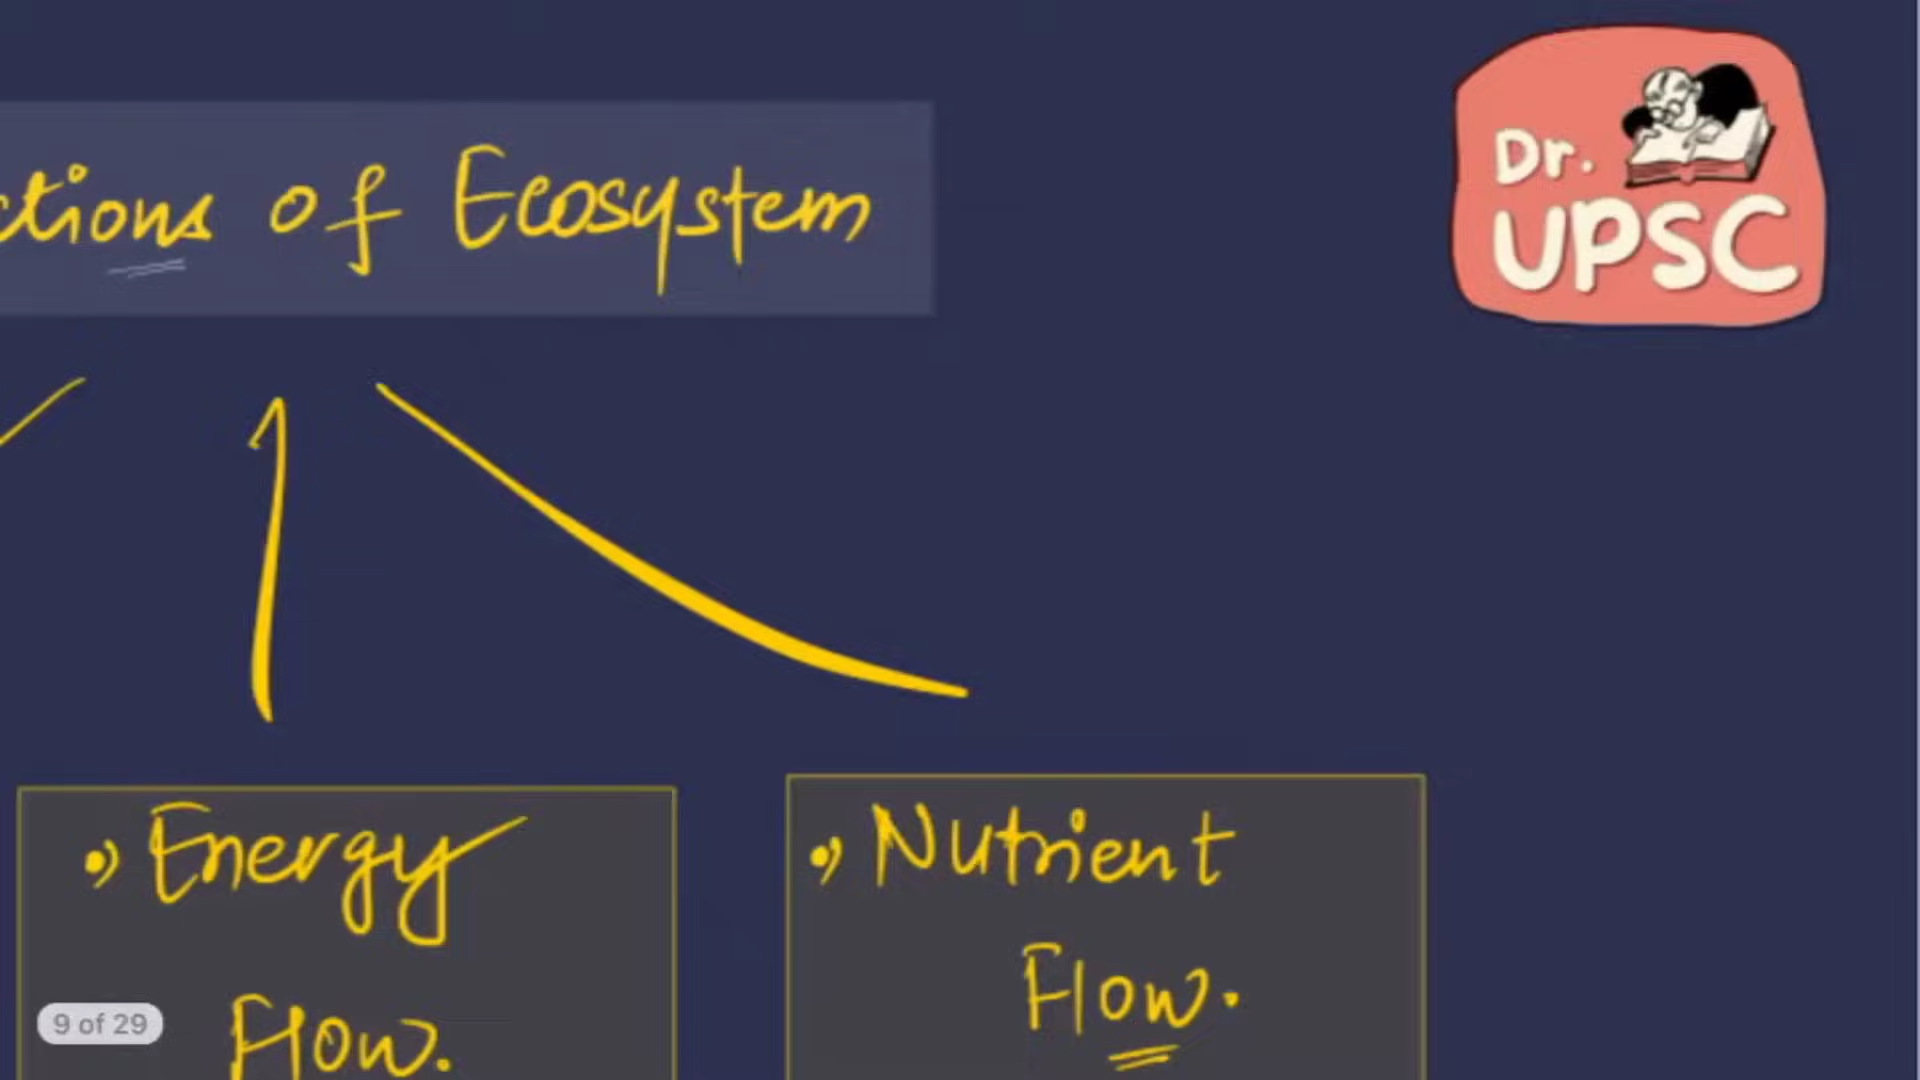 ctions of Ecosystem
Dr.
UPSC
Energy
Flow.
Nutrient
Flow.
9 of 29